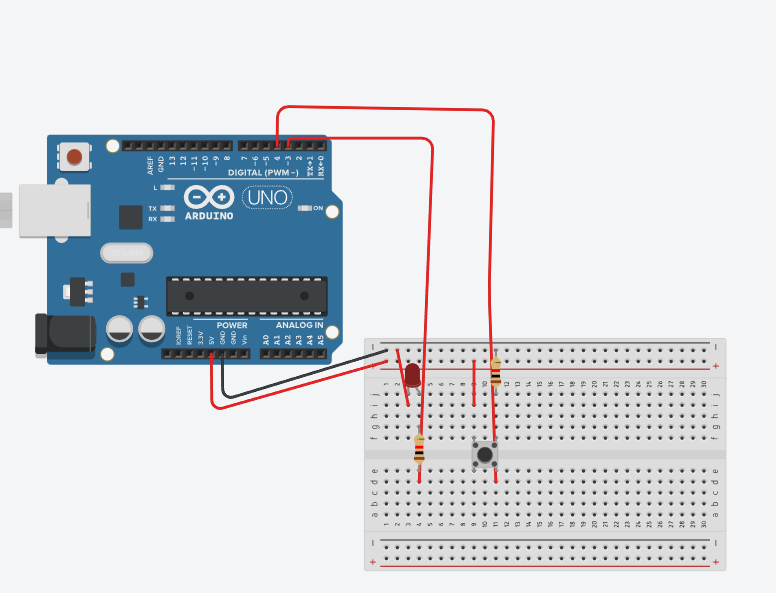 AREF
GND
13
12
~11
~10
~9
8
7
~6
~5
4
~3
2
TX→1
RX←0
DIGITAL (PWM~)
L
TX
RX
ARDUINO
UNO
ON
POWER
ANALOG IN
IOREF
RESET
3.3V
5V
GND
GND
Vin
A0
A1
A2
A3
A4
A5
1 2 3 4 5 6 7 8 9 10 11 12 13 14 15 16 17 18 19 20 21 22 23 24 25 26 27 28 29 30
j
i
h
g
f
j
i
h
g
f
e
d
c
b
a
e
d
c
b
a
1 2 3 4 5 6 7 8 9 10 11 12 13 14 15 16 17 18 19 20 21 22 23 24 25 26 27 28 29 30